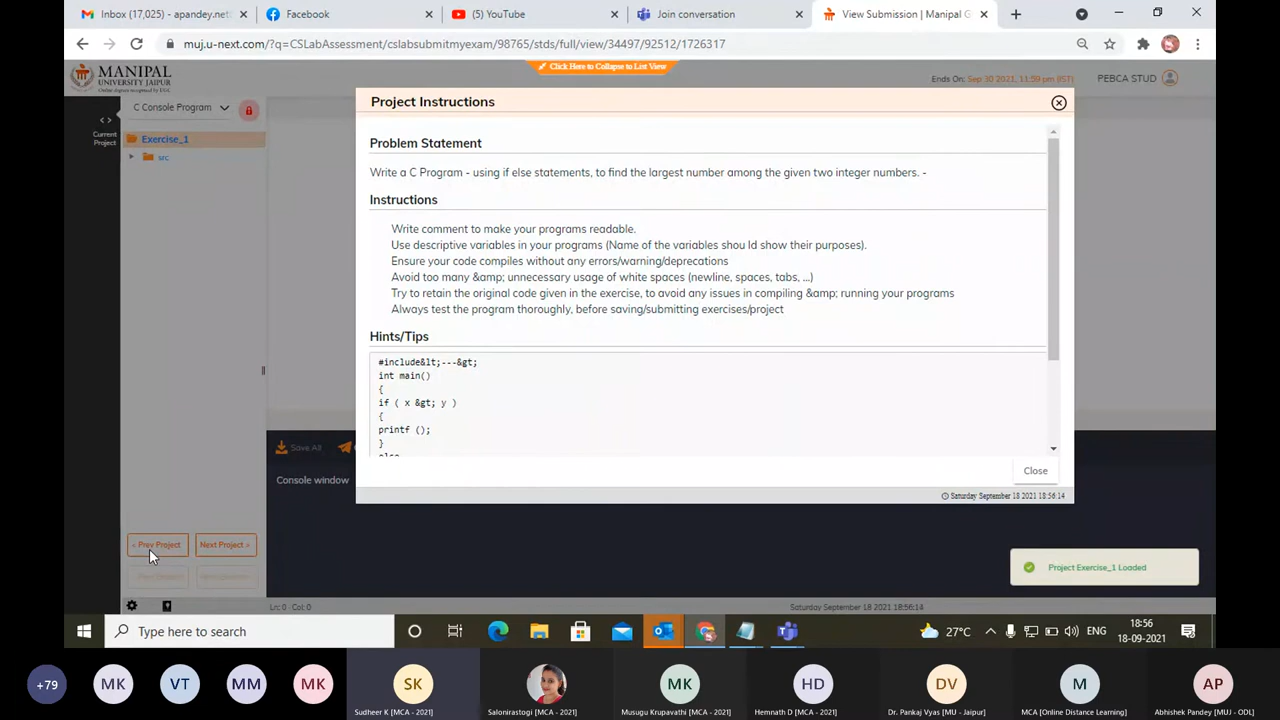 Inbox (17,025) - apandey.net
Facebook
(5) YouTube
Join conversation
View Submission | Manipal G
muj.u-next.com/?q=CSLabAssessment/cslabsubmitmyexam/98765/stds/full/view/34497/92512/1726317
MANIPAL
UNIVERSITY JAIPUR
Click Here to Collapse to List View
Ends On: Sep 30 2021, 11:59 pm (IST)
PEBCA STUD
Current
Project
C Console Program
Exercise_1
src
Project Instructions
Problem Statement
Write a C Program - using if else statements, to find the largest number among the given two integer numbers. -
Instructions
Write comment to make your programs readable.
Use descriptive variables in your programs (Name of the variables shou ld show their purposes).
Ensure your code compiles without any errors/warning/deprecations
Avoid too many &amp; unnecessary usage of white spaces (newline, spaces, tabs, ...)
Try to retain the original code given in the exercise, to avoid any issues in compiling &amp; running your programs
Always test the program thoroughly, before saving/submitting exercises/project
Hints/Tips
#include&lt;---&gt;
int main()
{
if ( x &gt; y )
{
printf ();
}
else
Close
Saturday September 18 2021 18:56:14
Save All
Console window
< Prev Project
Next Project >
Project Exercise_1 Loaded
Ln: 0 - Col: 0
Saturday September 18 2021 18:56:14
Type here to search
27°C
ENG
18:56
18-09-2021
+79
MK
VT
MM
MK
SK
MK
HD
DV
M
AP
Sudheer K [MCA - 2021]
Salonirastogi [MCA - 2021]
Musugu Krupavathi [MCA - 2021]
Hemnath D [MCA - 2021]
Dr. Pankaj Vyas [MU - Jaipur]
MCA [Online Distance Learning]
Abhishek Pandey [MUJ - ODL]